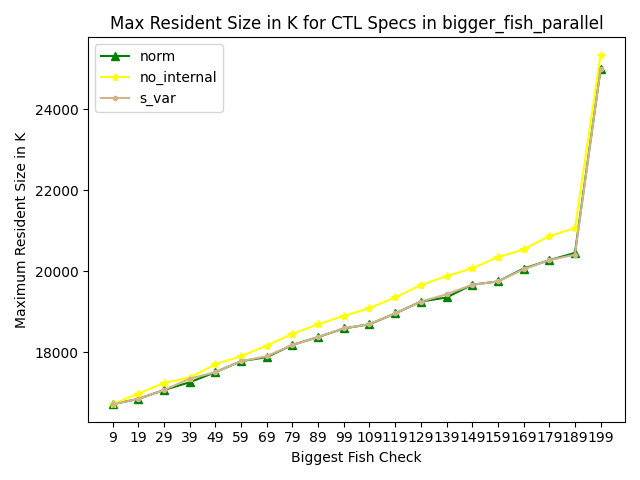 Max Resident Size in K for CTL Specs in bigger_fish_parallel
norm
no_internal
s_var
Maximum Resident Size in K
24000
22000
20000
18000
9 19 29 39 49 59 69 79 89 99 109 119 129 139 149 159 169 179 189 199
Biggest Fish Check